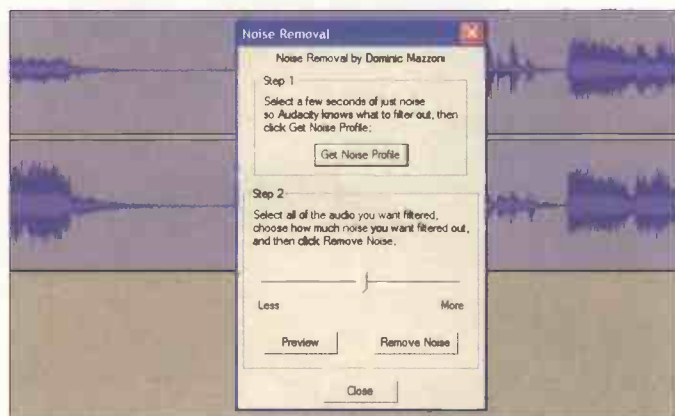 Noise Removal
Noise Removal by Dominic Mazzoni
Step 1
Select a few seconds of just noise
so Audacity knows what to filter out, then
click Get Noise Profile:
Get Noise Profile
Step 2
Select all of the audio you want filtered,
choose how much noise you want filtered out,
and then click Remove Noise.
Less
More
Preview
Remove Noise
Close